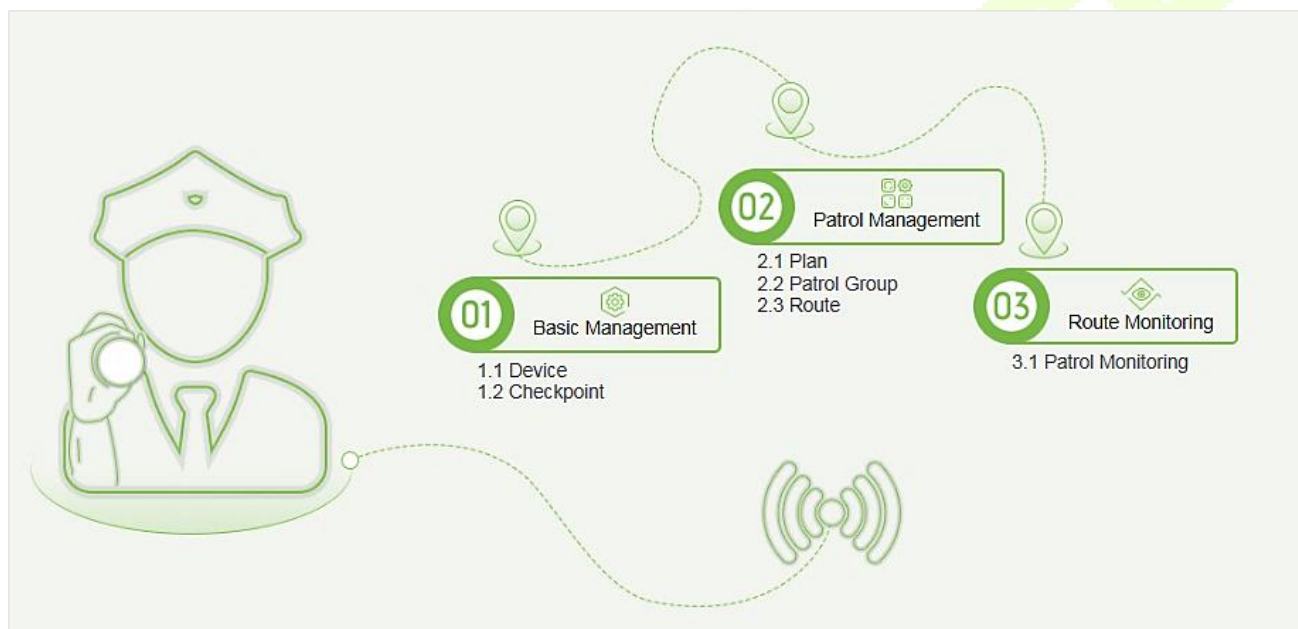 01
Basic Management
1.1 Device
1.2 Checkpoint
02
Patrol Management
2.1 Plan
2.2 Patrol Group
2.3 Route
03
Route Monitoring
3.1 Patrol Monitoring